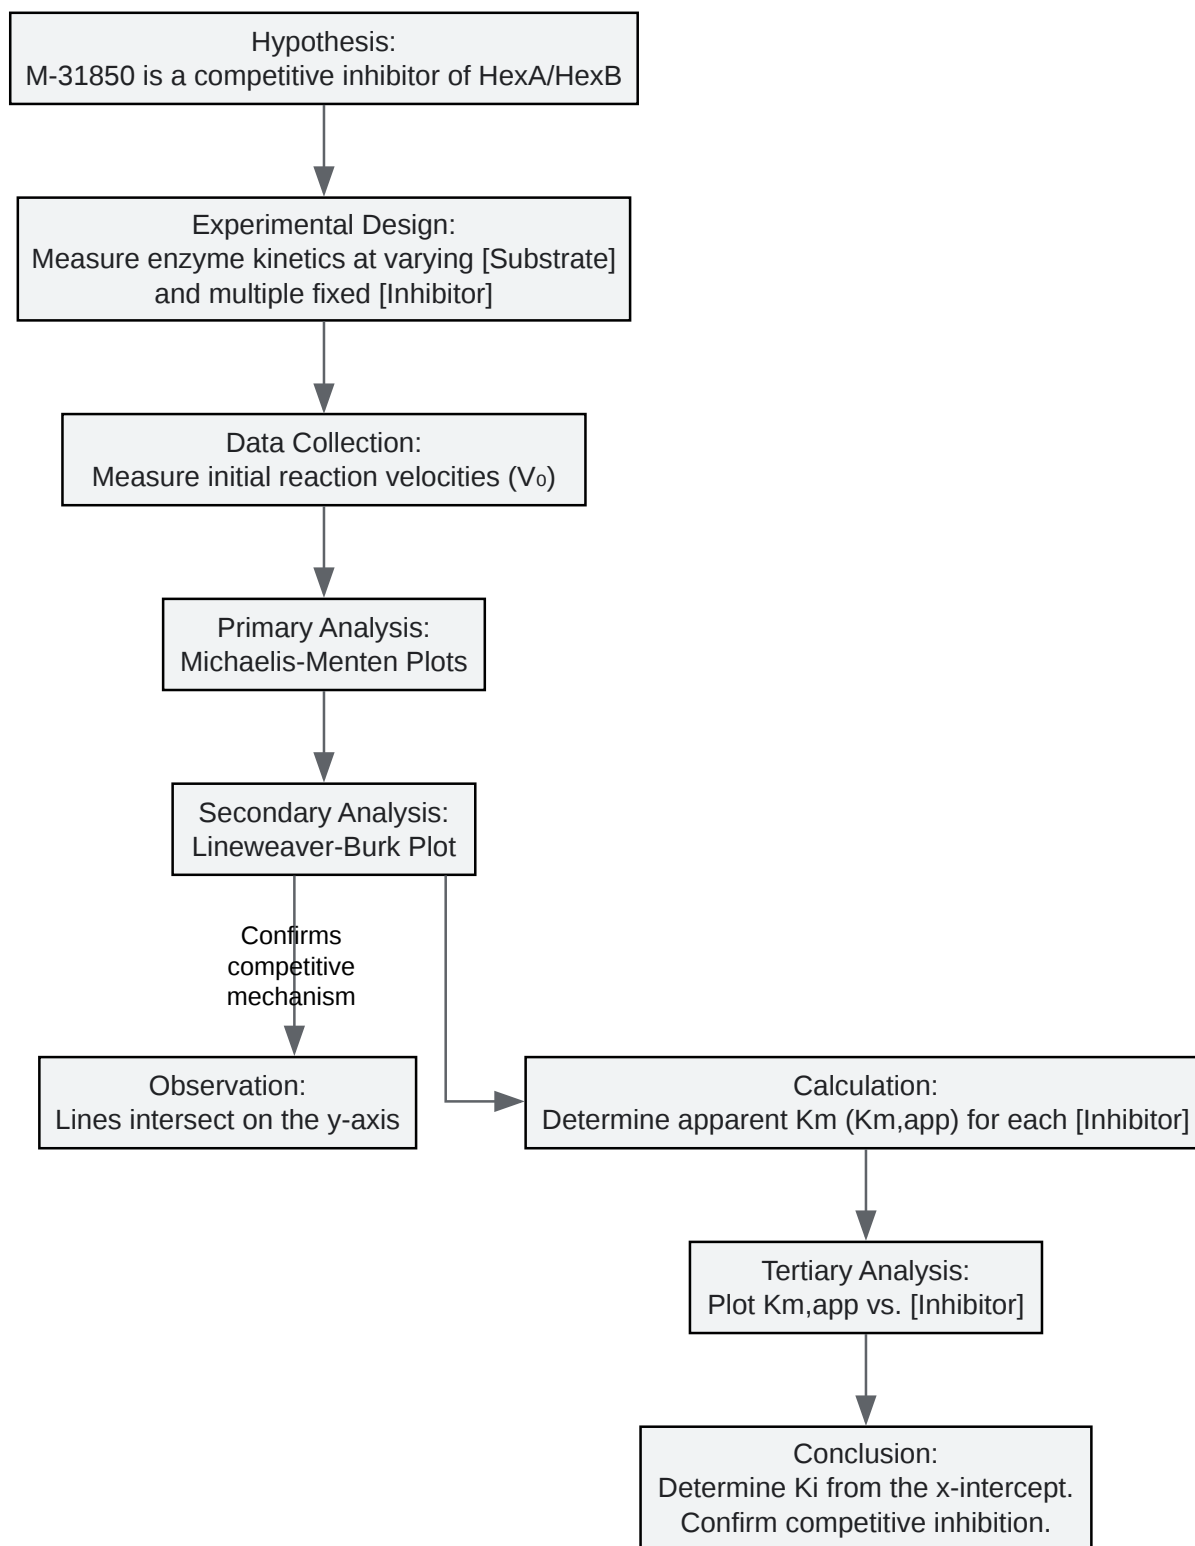 Hypothesis:
M-31850 is a competitive inhibitor of HexA/HexB
Experimental Design:
Measure enzyme kinetics at varying [Substrate]
and multiple fixed [Inhibitor]
Data Collection:
Measure initial reaction velocities (V₀)
Primary Analysis:
Michaelis-Menten Plots
Secondary Analysis:
Lineweaver-Burk Plot
Confirms
competitive
mechanism
Observation:
Lines intersect on the y-axis
Calculation:
Determine apparent Km (Km,app) for each [Inhibitor]
Tertiary Analysis:
Plot Km,app vs. [Inhibitor]
Conclusion:
Determine Ki from the x-intercept.
Confirm competitive inhibition.